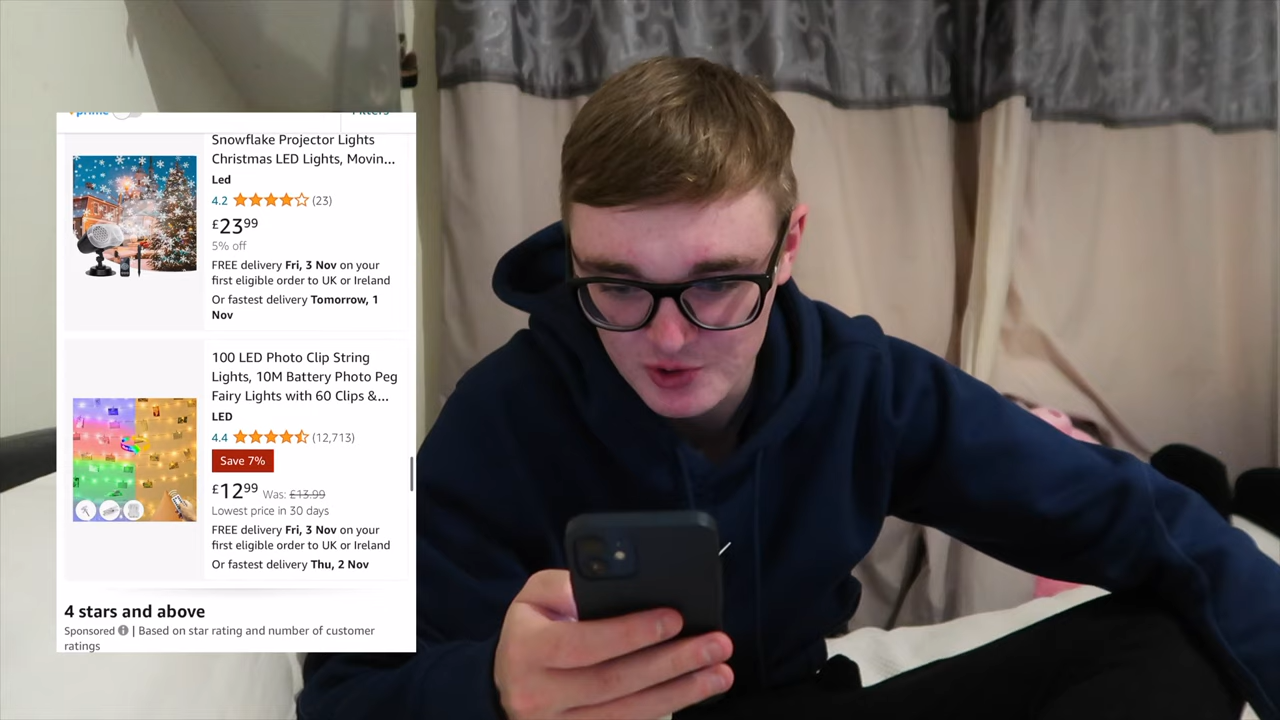 prime
Filters
Snowflake Projector Lights
Christmas LED Lights, Movin...
Led
4.2 (23)
£23⁹⁹
5% off
FREE delivery Fri, 3 Nov on your
first eligible order to UK or Ireland
Or fastest delivery Tomorrow, 1
Nov
100 LED Photo Clip String
Lights, 10M Battery Photo Peg
Fairy Lights with 60 Clips &...
LED
4.4 (12,713)
Save 7%
£12⁹⁹ Was: £13.99
Lowest price in 30 days
FREE delivery Fri, 3 Nov on your
first eligible order to UK or Ireland
Or fastest delivery Thu, 2 Nov
4 stars and above
Sponsored | Based on star rating and number of customer
ratings